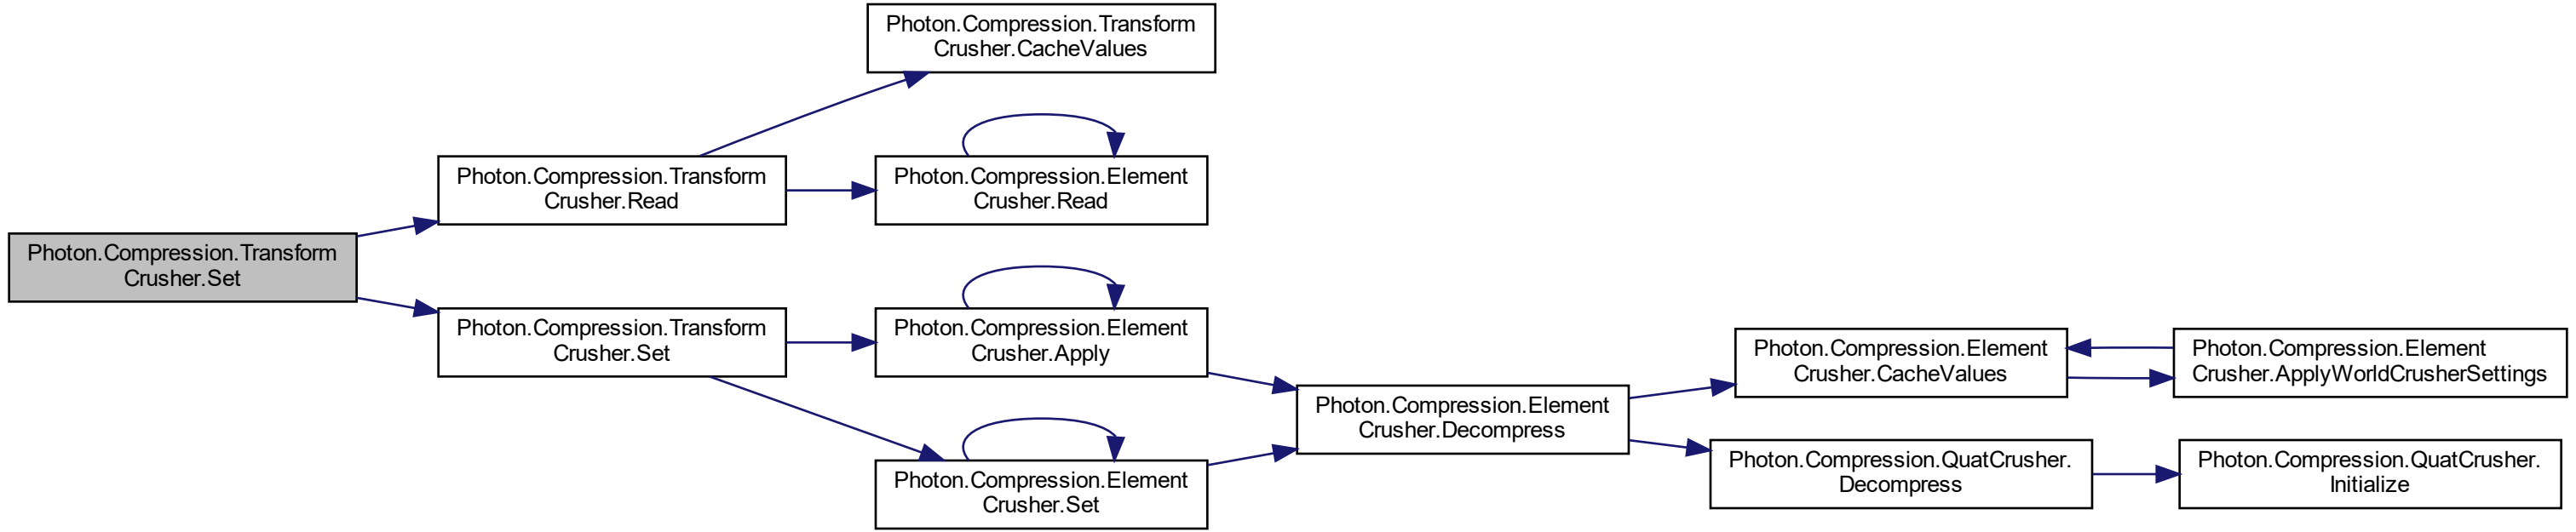 Photon.Compression.Transform
Crusher.CacheValues
Photon.Compression.Transform
Crusher.Read
Photon.Compression.Element
Crusher.Read
Photon.Compression.Transform
Crusher.Set
Photon.Compression.Transform
Crusher.Set
Photon.Compression.Element
Crusher.Apply
Photon.Compression.Element
Crusher.Set
Photon.Compression.Element
Crusher.Decompress
Photon.Compression.Element
Crusher.CacheValues
Photon.Compression.Element
Crusher.ApplyWorldCrusherSettings
Photon.Compression.QuatCrusher.
Decompress
Photon.Compression.QuatCrusher.
Initialize